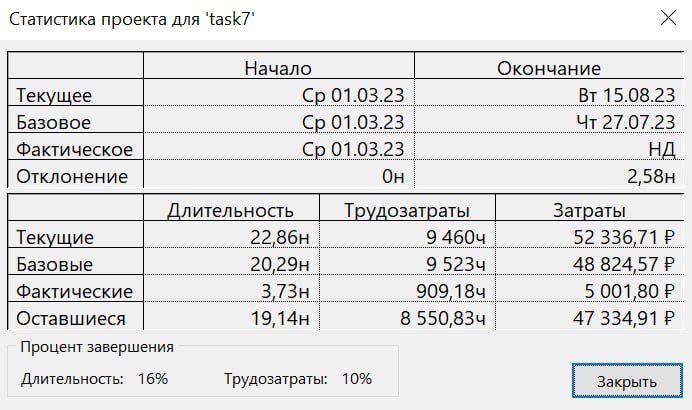 Статистика проекта для 'task7'
Начало Окончание
Текущее Ср 01.03.23 Вт 15.08.23
Базовое Ср 01.03.23 Чт 27.07.23
Фактическое Ср 01.03.23 НД
Отклонение 0н 2,58н
Длительность Трудозатраты Затраты
Текущие 22,86н 9 460ч 52 336,71 ₽
Базовые 20,29н 9 523ч 48 824,57 ₽
Фактические 3,73н 909,18ч 5 001,80 ₽
Оставшиеся 19,14н 8 550,83ч 47 334,91 ₽
Процент завершения
Длительность: 16% Трудозатраты: 10%
Закрыть